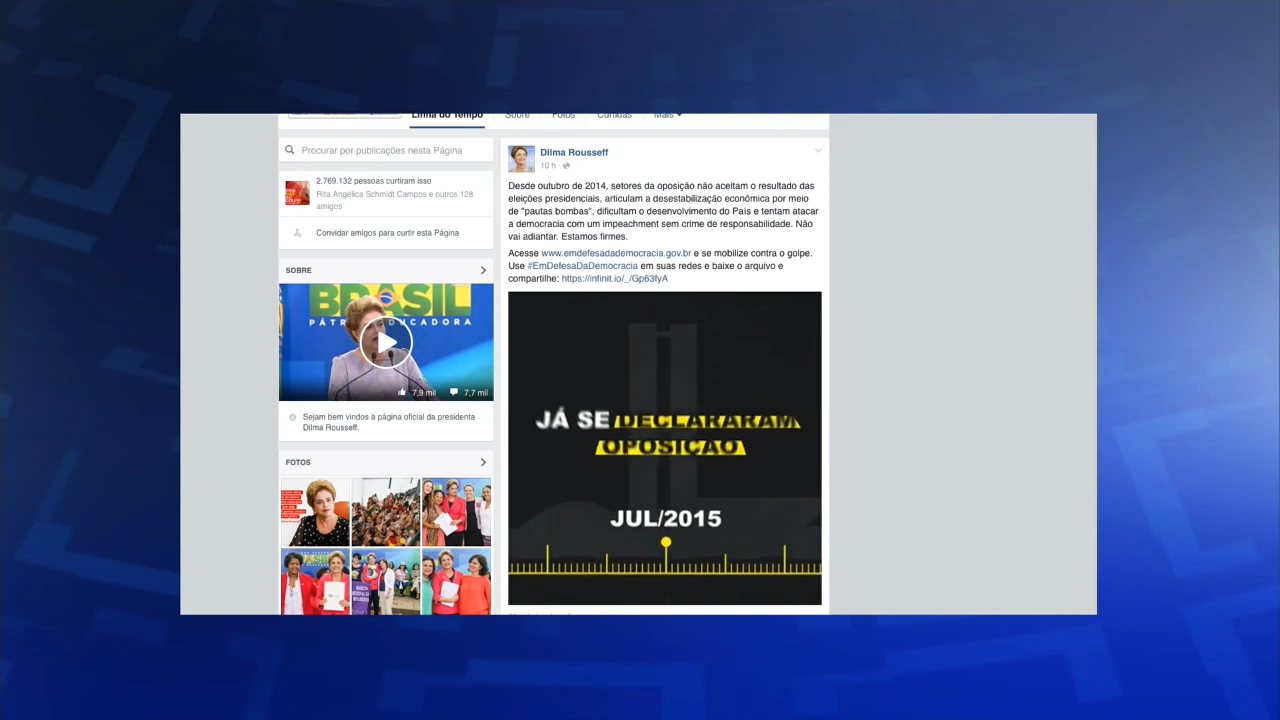 Linha do Tempo Sobre Fotos Curtidas Mais
Procurar por publicações nesta Página
2.769.132 pessoas curtiram isso
Rita Angélica Schmidt Campos e outros 128
amigos
Convidar amigos para curtir esta Página
SOBRE
BRASIL
7,9 mil 7,7 mil
Sejam bem vindos à página oficial da presidenta
Dilma Rousseff.
FOTOS
BRASIL
Dilma Rousseff
10 h ·
Desde outubro de 2014, setores da oposição não aceitam o resultado das
eleições presidenciais, articulam a desestabilização econômica por meio
de "pautas bombas", dificultam o desenvolvimento do País e tentam atacar
a democracia com um impeachment sem crime de responsabilidade. Não
vai adiantar. Estamos firmes.
Acesse www.emdefesadademocracia.gov.br e se mobilize contra o golpe.
Use #EmDefesaDaDemocracia em suas redes e baixe o arquivo e
compartilhe: https://infinit.io/_/Gp63fyA
JÁ SE DECLARARAM
OPOSICAO
JUL/2015